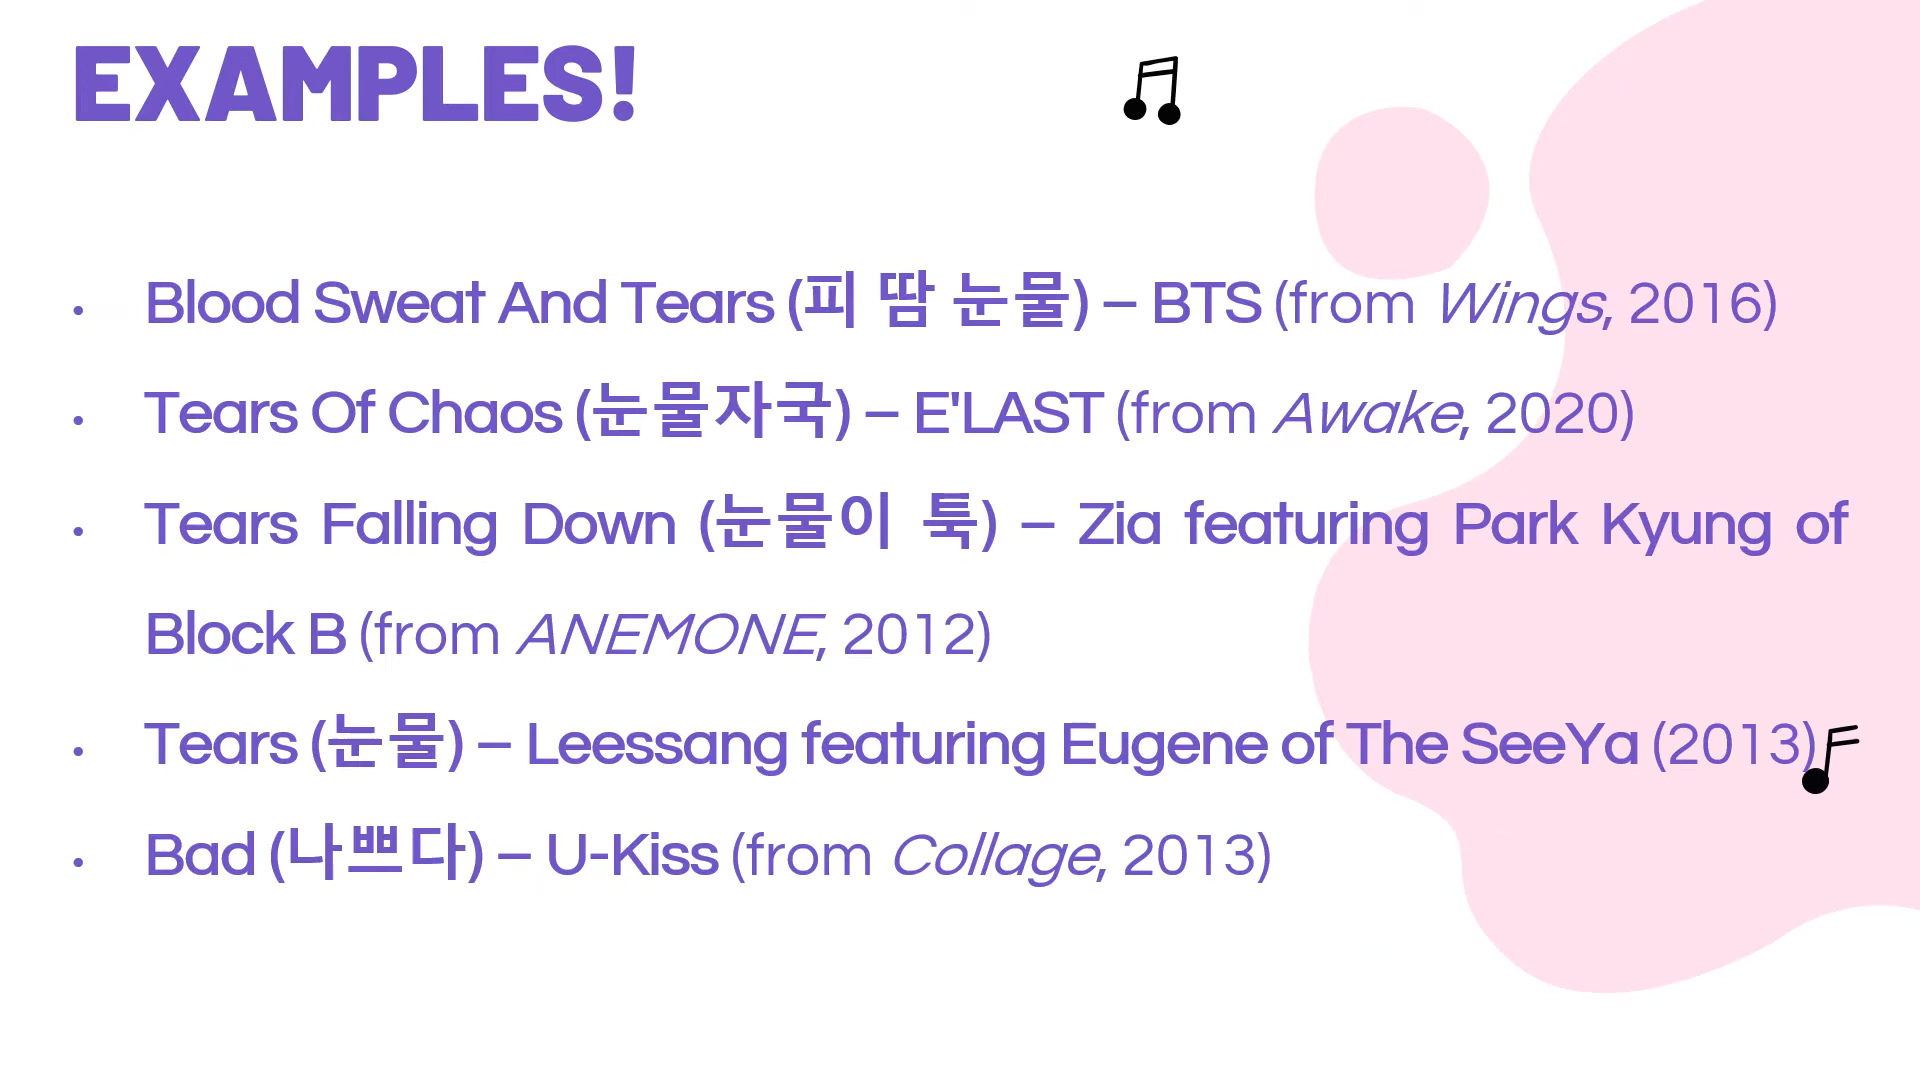 EXAMPLES!
• Blood Sweat And Tears (피 땀 눈물) – BTS (from Wings, 2016)
• Tears Of Chaos (눈물자국) – E'LAST (from Awake, 2020)
• Tears Falling Down (눈물이 툭) – Zia featuring Park Kyung of
Block B (from ANEMONE, 2012)
• Tears (눈물) – Leessang featuring Eugene of The SeeYa (2013)
• Bad (나쁘다) – U-Kiss (from Collage, 2013)